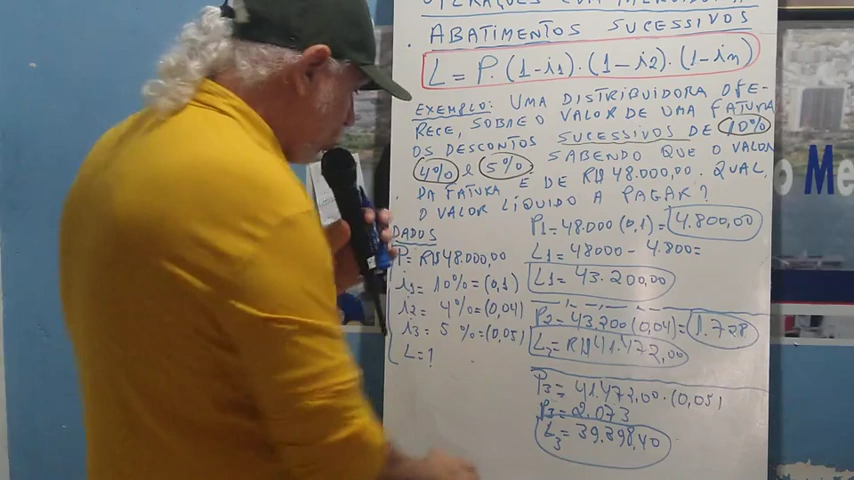 OPERAÇÕES COM MERCADORIA
ABATIMENTOS SUCESSIVOS
L = P.(1-i1).(1-i2).(1-in)
EXEMPLO: UMA DISTRIBUIDORA OFE-
RECE, SOBRE O VALOR DE UMA FATURA
OS DESCONTOS SUCESSIVOS DE 10%
4% e 5% SABENDO QUE O VALOR
DA FATURA É DE R$ 48.000,00. QUAL
O VALOR LÍQUIDO A PAGAR?
DADOS
P= R$48.000,00
i1= 10%=(0,1)
i2= 4%=(0,04)
i3= 5%=(0,05)
L=?
P1=48.000(0,1)=4.800,00
L1=48000-4.800=
L1= 43.200,00
P2=43.200(0,04)=1.728
L2=R$41.472,00
P3=41.472,00.(0,05)
P3=2.073
L3=39.398,40
o Me